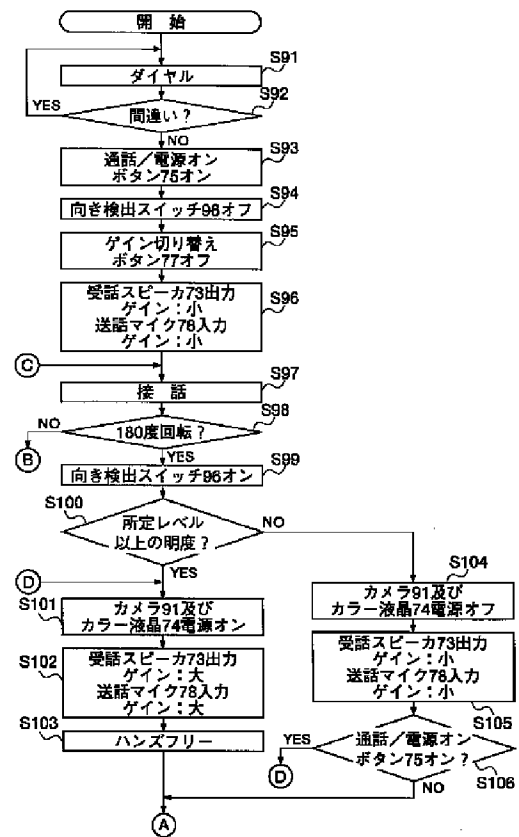 開 始
S91
ダイヤル
S92
YES
間違い?
NO
S93
通話/電源オン
ボタン75オン
S94
向き検出スイッチ96オフ
S95
ゲイン切り替え
ボタン77オフ
S96
受話スピーカ73出力
ゲイン:小
送話マイク78入力
ゲイン:小
C
S97
接 話
S98
NO
180度回転?
B
YES
S99
向き検出スイッチ96オン
S100
所定レベル
以上の明度?
NO
YES
D
S101
カメラ91及び
カラー液晶74電源オン
S102
受話スピーカ73出力
ゲイン:大
送話マイク78入力
ゲイン:大
S103
ハンズフリー
A
S104
カメラ91及び
カラー液晶74電源オフ
受話スピーカ73出力
ゲイン:小
送話マイク78入力
ゲイン:小
S105
YES
通話/電源オン
ボタン75オン?
S106
D
NO